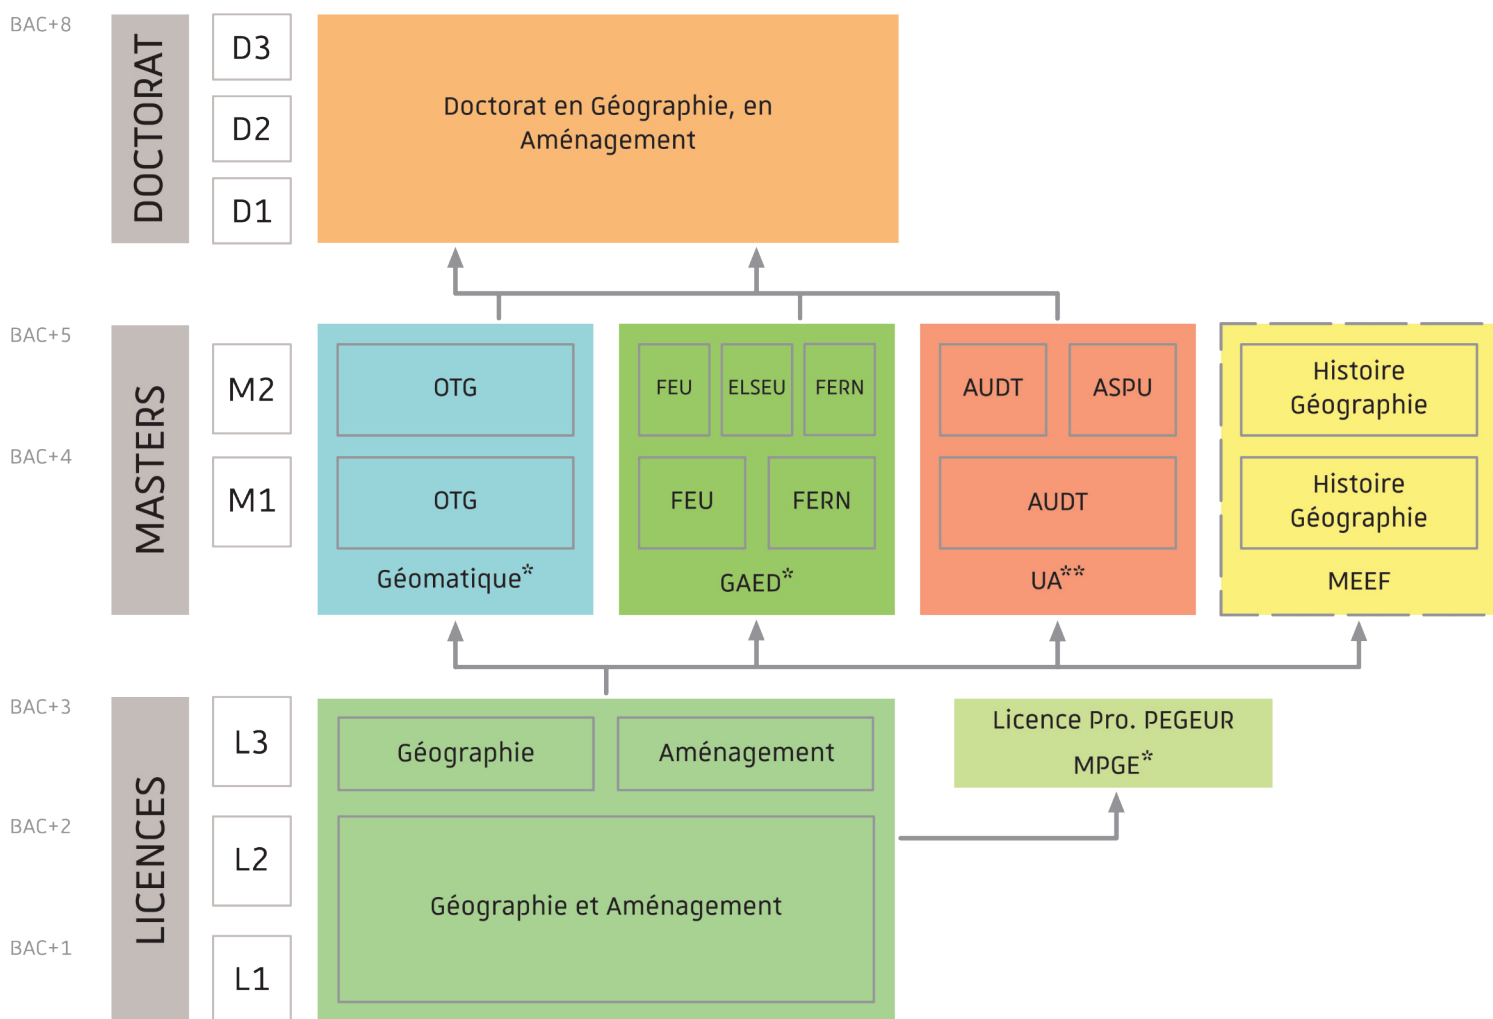 BAC+8
DOCTORAT
D3
D2
D1
Doctorat en Géographie, en
Aménagement
BAC+5
BAC+4
MASTERS
M2
M1
OTG
OTG
Géomatique*
FEU
ELSEU
FERN
FEU
FERN
GAED*
AUDT
ASPU
AUDT
UA**
Histoire
Géographie
Histoire
Géographie
MEEF
BAC+3
BAC+2
BAC+1
LICENCES
L3
L2
L1
Géographie
Aménagement
Géographie et Aménagement
Licence Pro. PEGEUR
MPGE*